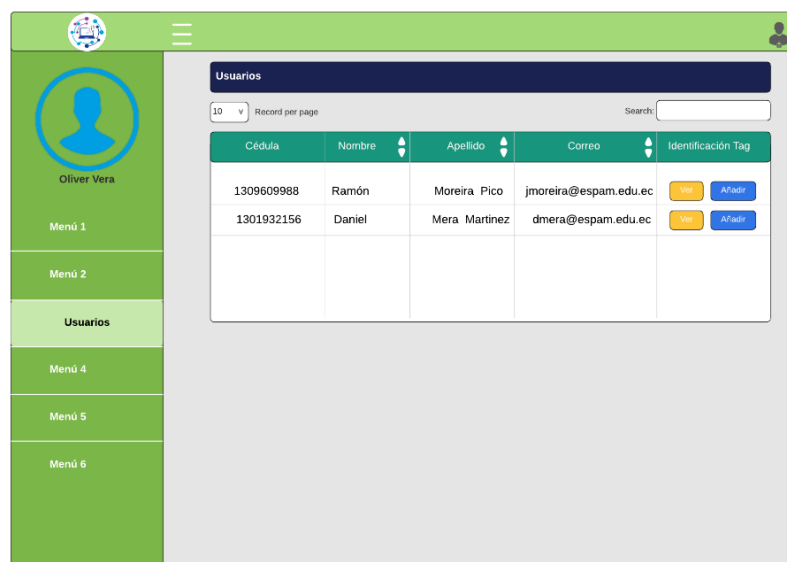 Usuarios
10 v Record per page Search:
Cédula Nombre Apellido Correo Identificación Tag
1309609988 Ramón Moreira Pico jmoreira@espam.edu.ec Ver Añadir
1301932156 Daniel Mera Martinez dmera@espam.edu.ec Ver Añadir
Oliver Vera
Menú 1
Menú 2
Usuarios
Menú 4
Menú 5
Menú 6